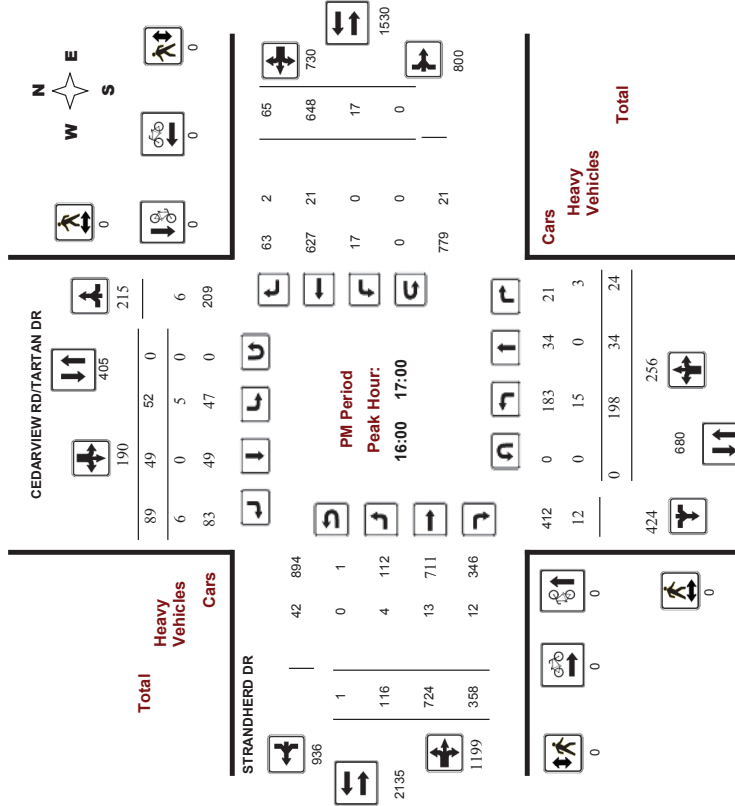 N
W E
S
0
0
0
0
CEDARVIEW RD/TARTAN DR
405
190
215
89 49 52 0
6 0 5 0 6
83 49 47 0 209
Total
Heavy
Vehicles
Cars
STRANDHERD DR
936
42 894
1 0 1
116 4 112
724 13 711
358 12 346
2135
1199
PM Period
Peak Hour:
16:00 17:00
63 2 65
627 21 648
17 0 17
0 0 0
779 21
730
1530
800
Cars
Heavy
Vehicles
Total
412 0 183 34 21
12 0 15 0 3
0 198 34 24
424
256
680
0
0
0
0